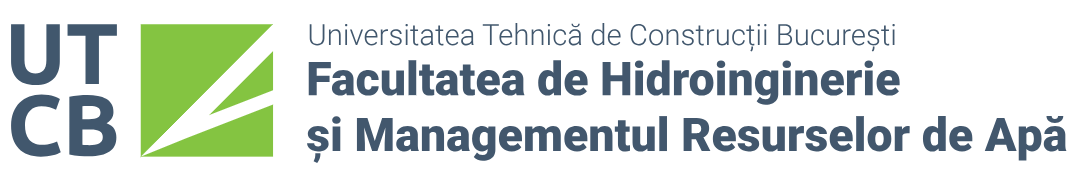 UT
CB
Universitatea Tehnică de Construcții București
Facultatea de Hidroinginerie
și Managementul Resurselor de Apă